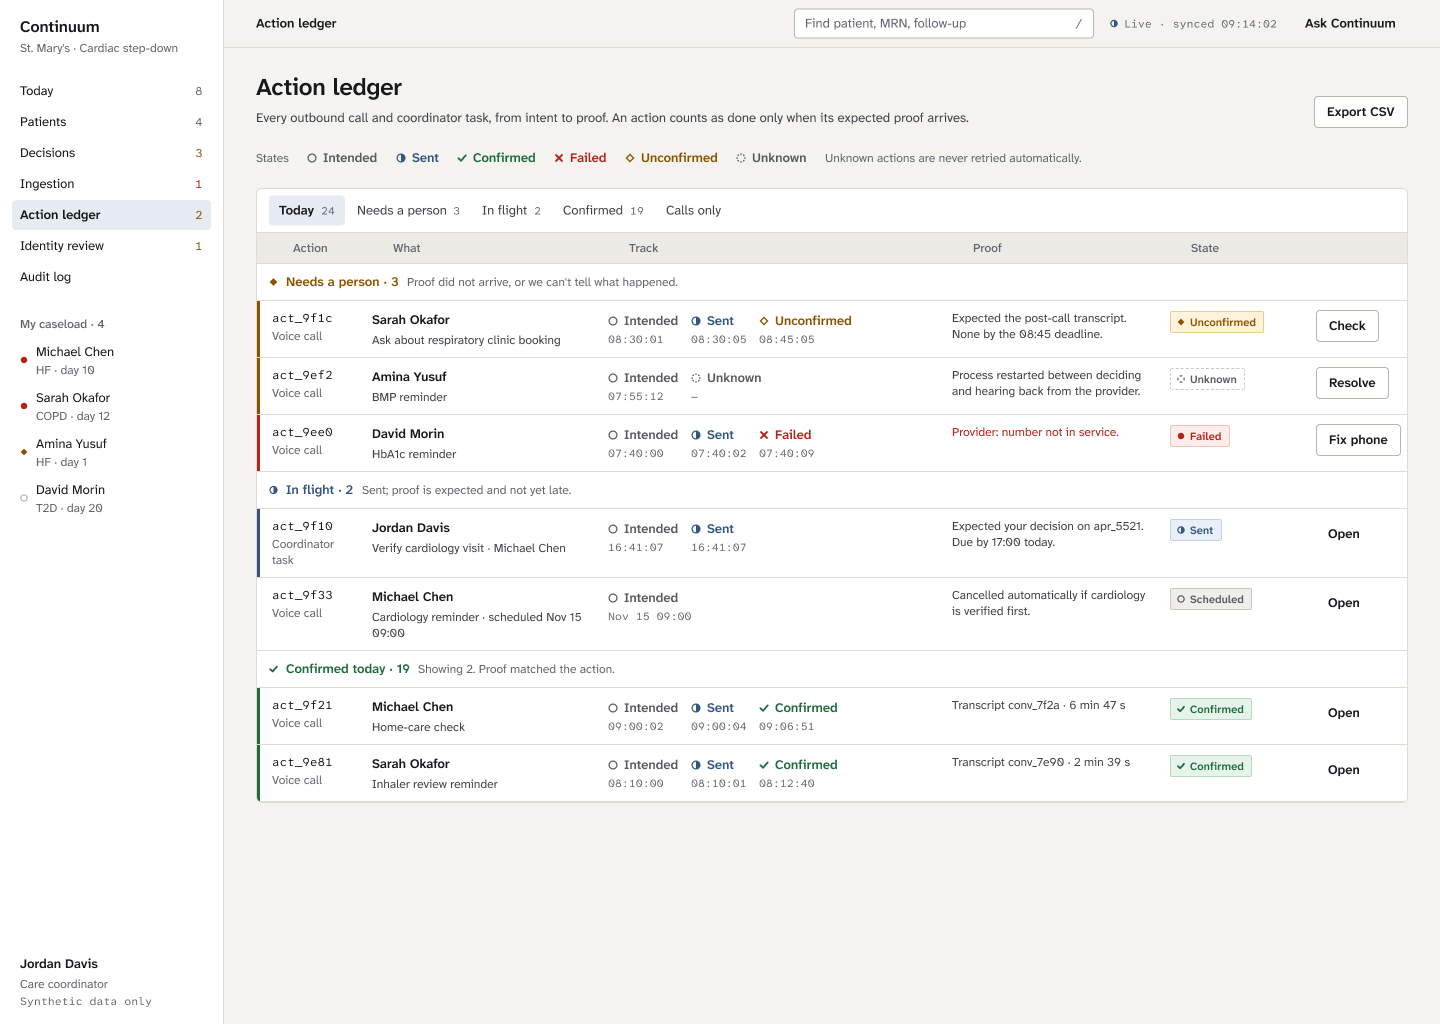 Continuum
St. Mary's · Cardiac step-down
Today 8
Patients 4
Decisions 3
Ingestion 1
Action ledger 2
Identity review 1
Audit log
My caseload · 4
Michael Chen
HF · day 10
Sarah Okafor
COPD · day 12
Amina Yusuf
HF · day 1
David Morin
T2D · day 20
Jordan Davis
Care coordinator
Synthetic data only
Action ledger
Find patient, MRN, follow-up /
Live · synced 09:14:02
Ask Continuum
Action ledger
Every outbound call and coordinator task, from intent to proof. An action counts as done only when its expected proof arrives.
Export CSV
States Intended Sent Confirmed Failed Unconfirmed Unknown Unknown actions are never retried automatically.
Today 24 Needs a person 3 In flight 2 Confirmed 19 Calls only
Action What Track Proof State
Needs a person · 3 Proof did not arrive, or we can't tell what happened.
act_9f1c
Voice call
Sarah Okafor
Ask about respiratory clinic booking
Intended Sent Unconfirmed
08:30:01 08:30:05 08:45:05
Expected the post-call transcript.
None by the 08:45 deadline.
Unconfirmed
Check
act_9ef2
Voice call
Amina Yusuf
BMP reminder
Intended Unknown
07:55:12 —
Process restarted between deciding
and hearing back from the provider.
Unknown
Resolve
act_9ee0
Voice call
David Morin
HbA1c reminder
Intended Sent Failed
07:40:00 07:40:02 07:40:09
Provider: number not in service.
Failed
Fix phone
In flight · 2 Sent; proof is expected and not yet late.
act_9f10
Coordinator
task
Jordan Davis
Verify cardiology visit · Michael Chen
Intended Sent
16:41:07 16:41:07
Expected your decision on apr_5521.
Due by 17:00 today.
Sent
Open
act_9f33
Voice call
Michael Chen
Cardiology reminder · scheduled Nov 15
09:00
Intended
Nov 15 09:00
Cancelled automatically if cardiology
is verified first.
Scheduled
Open
Confirmed today · 19 Showing 2. Proof matched the action.
act_9f21
Voice call
Michael Chen
Home-care check
Intended Sent Confirmed
09:00:02 09:00:04 09:06:51
Transcript conv_7f2a · 6 min 47 s
Confirmed
Open
act_9e81
Voice call
Sarah Okafor
Inhaler review reminder
Intended Sent Confirmed
08:10:00 08:10:01 08:12:40
Transcript conv_7e90 · 2 min 39 s
Confirmed
Open